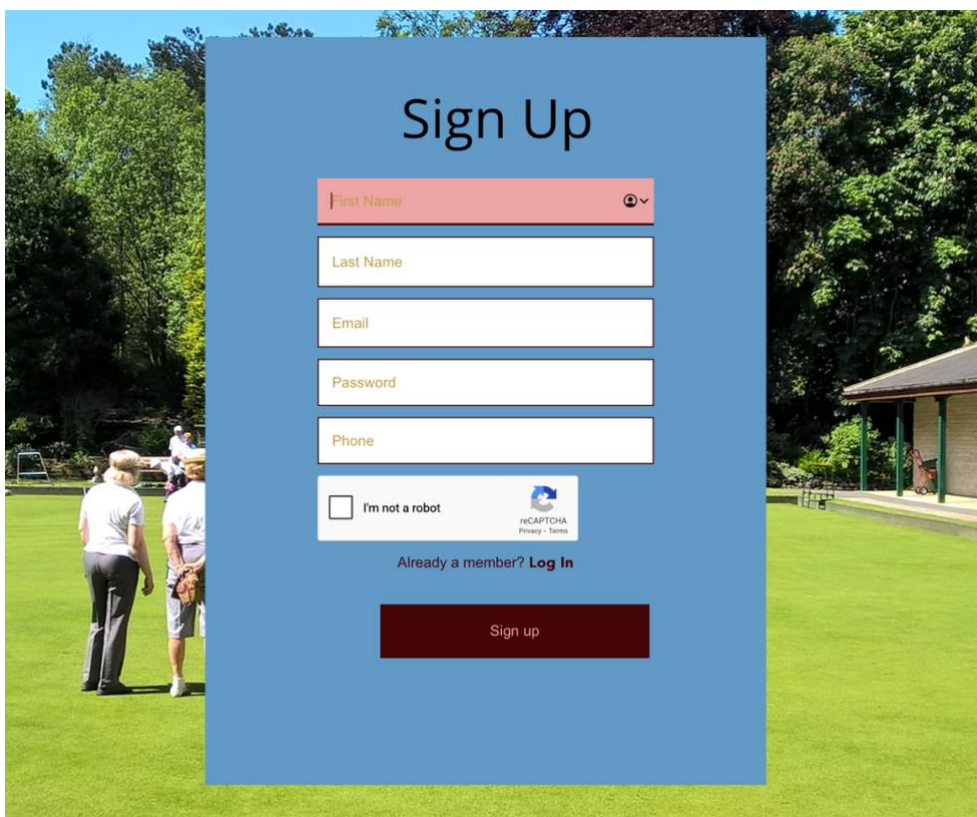 Sign Up
First Name
Last Name
Email
Password
Phone
I'm not a robot
reCAPTCHA
Privacy - Terms
Already a member? Log In
Sign up